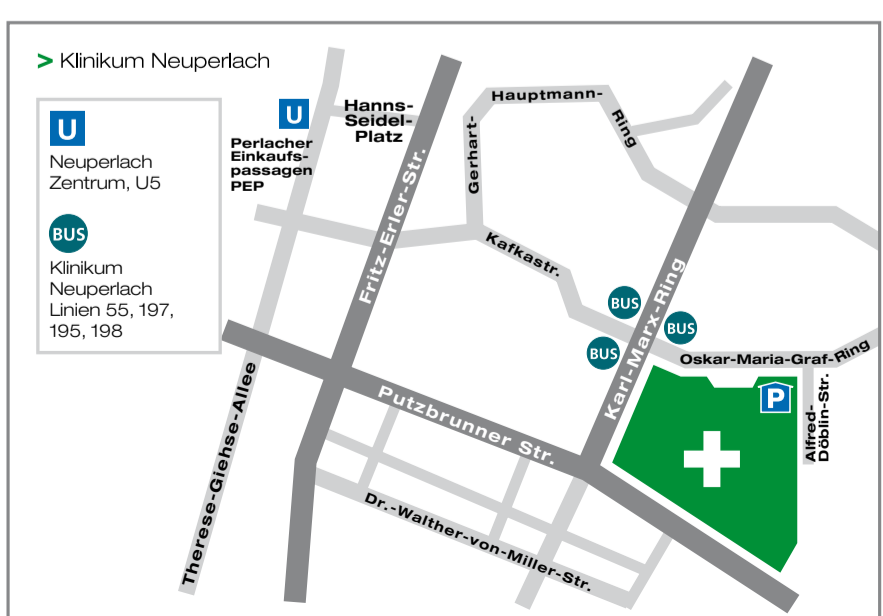 > Klinikum Neuperlach
U
Neuperlach
Zentrum, U5
BUS
Klinikum
Neuperlach
Linien 55, 197,
195, 198
U
Perlacher
Einkaufs-
passagen
PEP
Hanns-
Seidel-
Platz
Fritz-Erler-Str.
Gerhart-
Hauptmann-
Ring
Kafkastr.
Karl-Marx-Ring
BUS
BUS
BUS
Oskar-Maria-Graf-Ring
P
Alfred-
Döblin-Str.
Therese-Giehse-Allee
Putzbrunner Str.
Dr.-Walther-von-Miller-Str.